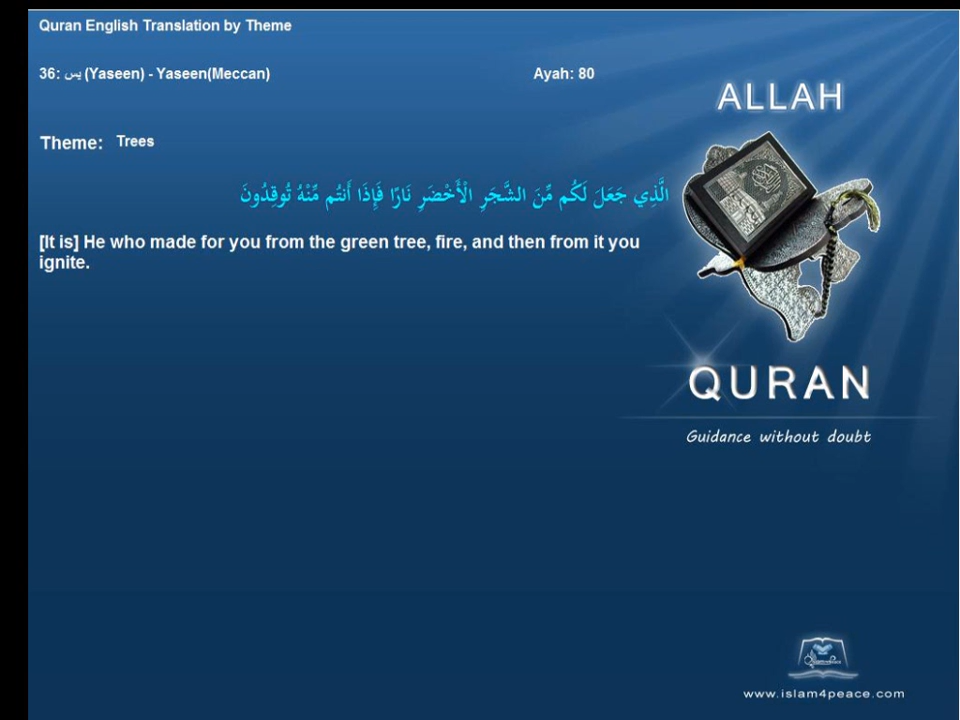 Quran English Translation by Theme
36: يس (Yaseen) - Yaseen(Meccan) Ayah: 80
ALLAH
Theme: Trees
الَّذِي جَعَلَ لَكُم مِّنَ الشَّجَرِ الْأَخْضَرِ نَارًا فَإِذَا أَنتُم مِّنْهُ تُوقِدُونَ
[It is] He who made for you from the green tree, fire, and then from it you
ignite.
QURAN
Guidance without doubt
www.islam4peace.com